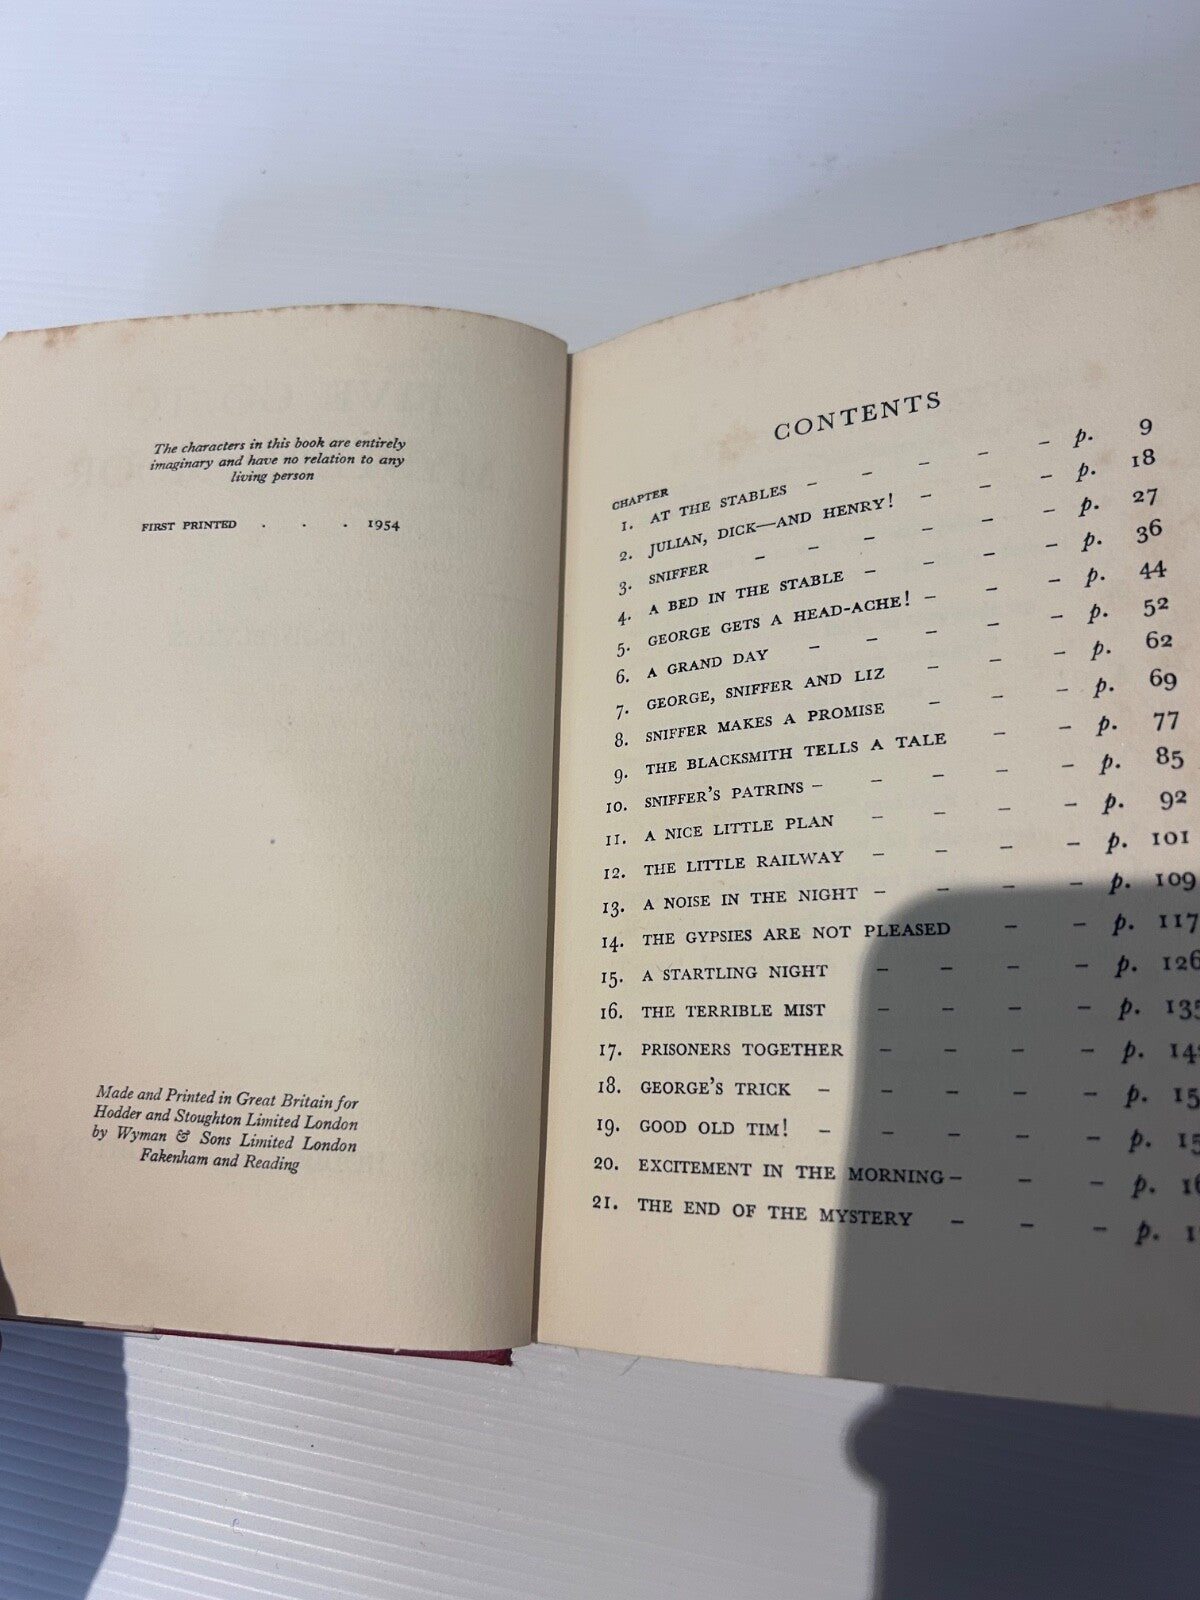 The characters in this book are entirely
imaginary and have no relation to any
living person
FIRST PRINTED . . . 1954
Made and Printed in Great Britain for
Hodder and Stoughton Limited London
by Wyman & Sons Limited London
Fakenham and Reading
CONTENTS
CHAPTER
1. AT THE STABLES – – – – – p. 9
2. JULIAN, DICK—AND HENRY! – – – p. 18
3. SNIFFER – – – – – – p. 27
4. A BED IN THE STABLE – – – – p. 36
5. GEORGE GETS A HEAD-ACHE! – – – p. 44
6. A GRAND DAY – – – – – p. 52
7. GEORGE, SNIFFER AND LIZ – – – p. 62
8. SNIFFER MAKES A PROMISE – – – p. 69
9. THE BLACKSMITH TELLS A TALE – – p. 77
10. SNIFFER'S PATRINS – – – – – p. 85
11. A NICE LITTLE PLAN – – – – p. 92
12. THE LITTLE RAILWAY – – – – p. 101
13. A NOISE IN THE NIGHT – – – – p. 109
14. THE GYPSIES ARE NOT PLEASED – – p. 117
15. A STARTLING NIGHT – – – – p. 126
16. THE TERRIBLE MIST – – – – p. 135
17. PRISONERS TOGETHER – – – – p.
18. GEORGE'S TRICK – – – – – p.
19. GOOD OLD TIM! – – – – – p.
20. EXCITEMENT IN THE MORNING – – – p.
21. THE END OF THE MYSTERY – – – p.